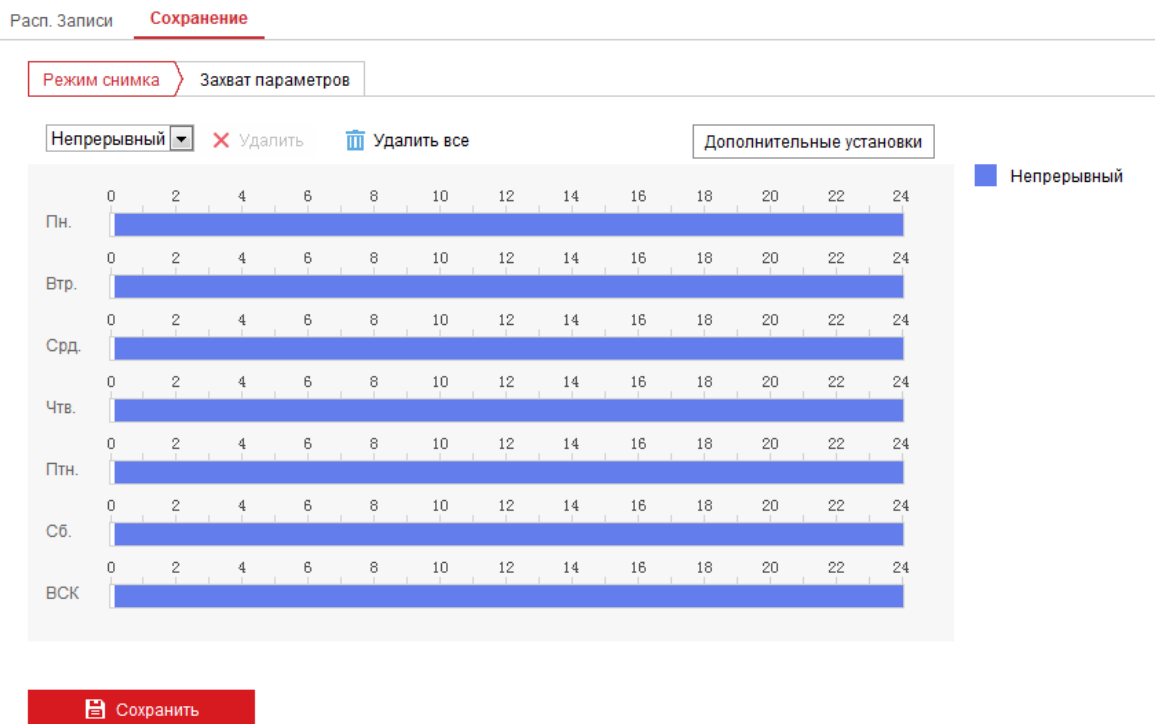 Расп. Записи Сохранение
Режим снимка Захват параметров
Непрерывный Удалить Удалить все Дополнительные установки
Непрерывный
0 2 4 6 8 10 12 14 16 18 20 22 24
Пн.
0 2 4 6 8 10 12 14 16 18 20 22 24
Втр.
0 2 4 6 8 10 12 14 16 18 20 22 24
Срд.
0 2 4 6 8 10 12 14 16 18 20 22 24
Чтв.
0 2 4 6 8 10 12 14 16 18 20 22 24
Птн.
0 2 4 6 8 10 12 14 16 18 20 22 24
Сб.
0 2 4 6 8 10 12 14 16 18 20 22 24
ВСК
Сохранить